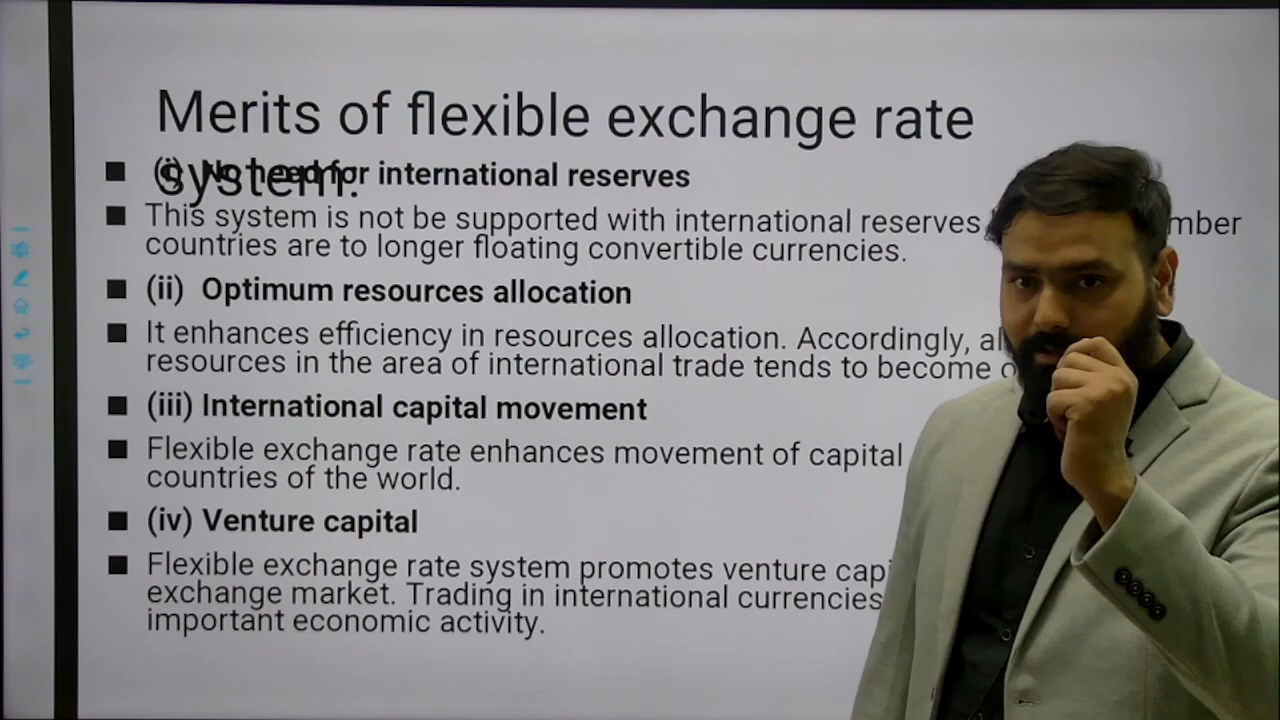 Merits of flexible exchange rate
system.
(i) No need for international reserves
This system is not be supported with international reserves
countries are to longer floating convertible currencies.
(ii) Optimum resources allocation
It enhances efficiency in resources allocation. Accordingly,
resources in the area of international trade tends to become
(iii) International capital movement
Flexible exchange rate enhances movement of capital
countries of the world.
(iv) Venture capital
Flexible exchange rate system promotes venture
exchange market. Trading in international currencies
important economic activity.